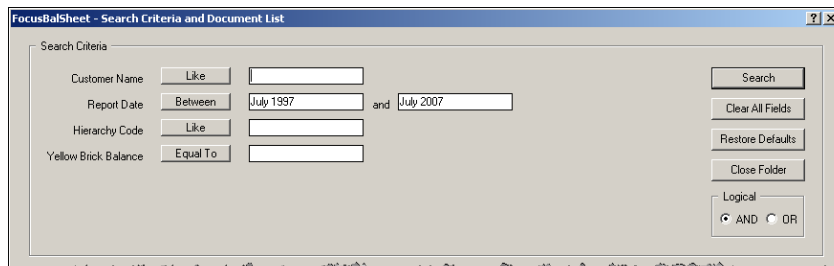 FocusBalSheet - Search Criteria and Document List
Search Criteria
Customer Name Like
Search
Report Date Between July 1997 and July 2007
Clear All Fields
Hierarchy Code Like
Restore Defaults
Yellow Brick Balance Equal To
Close Folder
Logical
AND OR